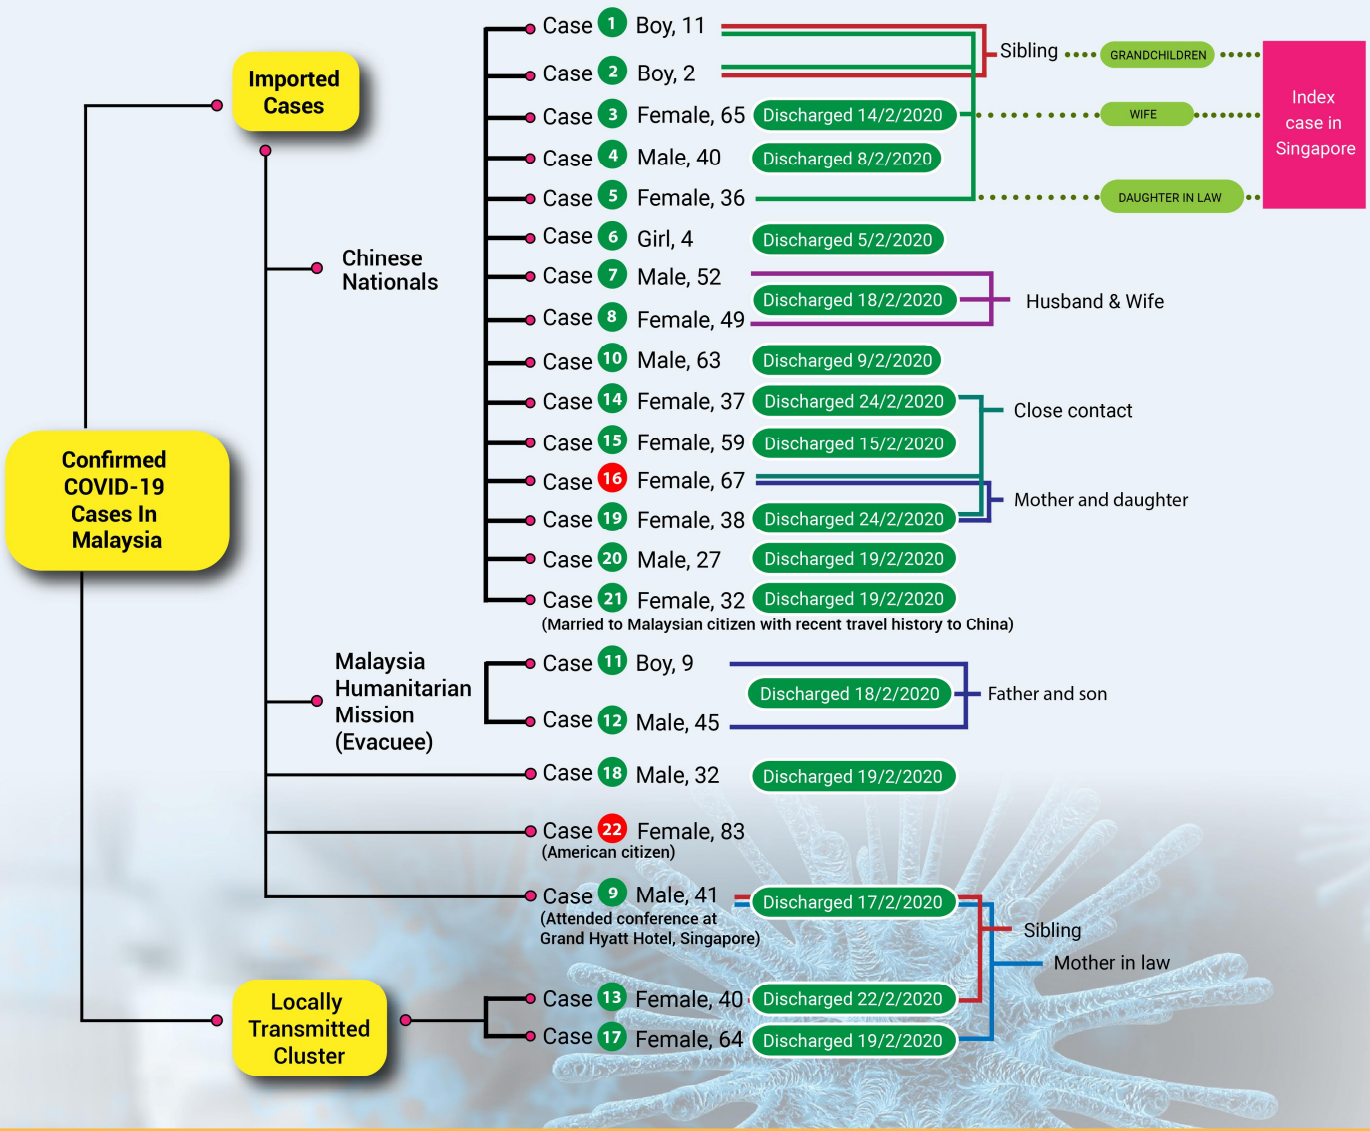 Confirmed
COVID-19
Cases In
Malaysia
Imported
Cases
Chinese
Nationals
Case 1 Boy, 11
Case 2 Boy, 2
Sibling
GRANDCHILDREN
Case 3 Female, 65 Discharged 14/2/2020
WIFE
Case 4 Male, 40 Discharged 8/2/2020
Case 5 Female, 36
DAUGHTER IN LAW
Index
case in
Singapore
Case 6 Girl, 4 Discharged 5/2/2020
Case 7 Male, 52
Discharged 18/2/2020
Husband & Wife
Case 8 Female, 49
Case 10 Male, 63 Discharged 9/2/2020
Case 14 Female, 37 Discharged 24/2/2020
Close contact
Case 15 Female, 59 Discharged 15/2/2020
Case 16 Female, 67
Mother and daughter
Case 19 Female, 38 Discharged 24/2/2020
Case 20 Male, 27 Discharged 19/2/2020
Case 21 Female, 32 Discharged 19/2/2020
(Married to Malaysian citizen with recent travel history to China)
Malaysia
Humanitarian
Mission
(Evacuee)
Case 11 Boy, 9
Discharged 18/2/2020
Father and son
Case 12 Male, 45
Case 18 Male, 32 Discharged 19/2/2020
Case 22 Female, 83
(American citizen)
Case 9 Male, 41 Discharged 17/2/2020
(Attended conference at
Grand Hyatt Hotel, Singapore)
Sibling
Mother in law
Locally
Transmitted
Cluster
Case 13 Female, 40 Discharged 22/2/2020
Case 17 Female, 64 Discharged 19/2/2020